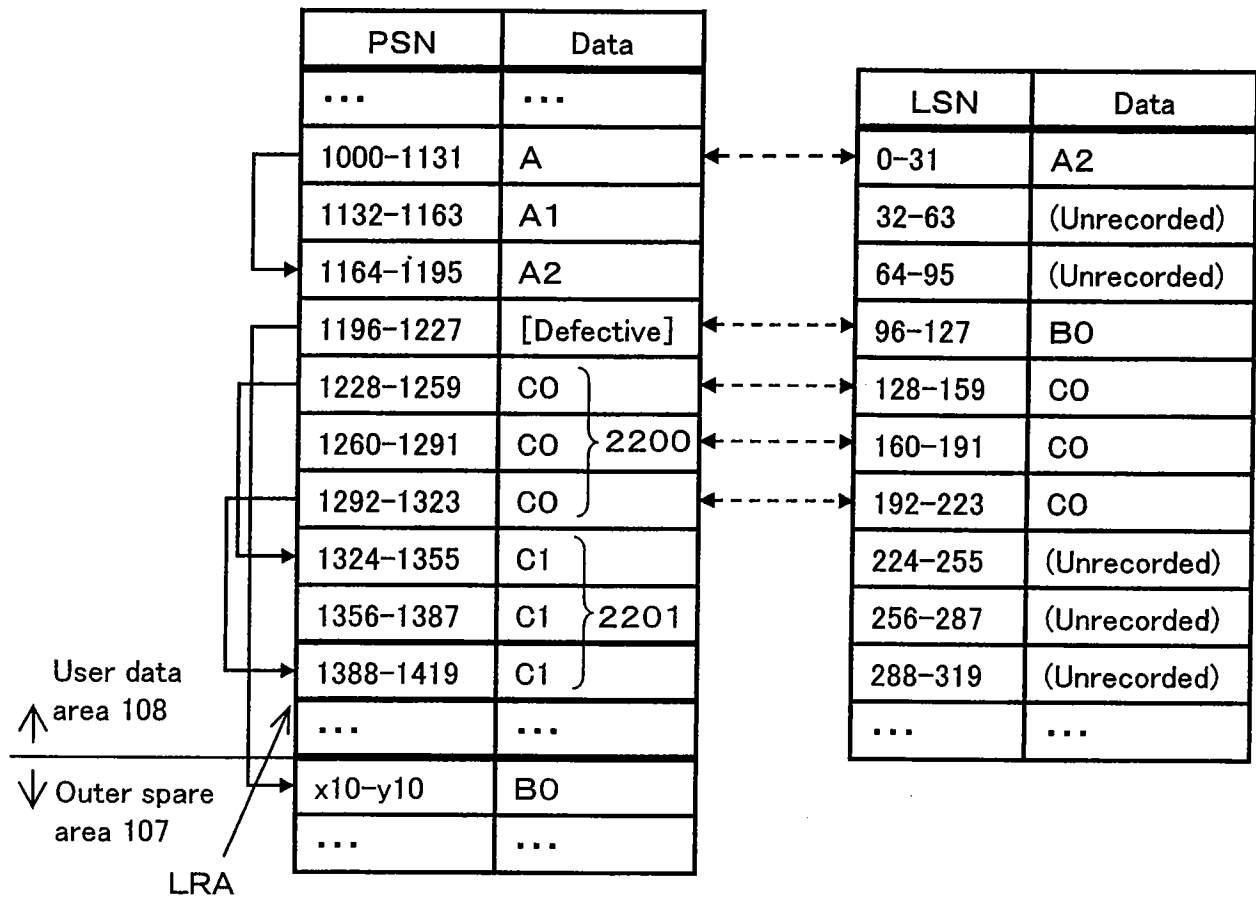 PSN Data
... ...
1000-1131 A
1132-1163 A1
1164-1195 A2
1196-1227 [Defective]
1228-1259 C0
1260-1291 C0 2200
1292-1323 C0
1324-1355 C1
1356-1387 C1 2201
1388-1419 C1
... ...
x10-y10 B0
... ...
User data
area 108
Outer spare
area 107
LRA
LSN Data
0-31 A2
32-63 (Unrecorded)
64-95 (Unrecorded)
96-127 B0
128-159 C0
160-191 C0
192-223 C0
224-255 (Unrecorded)
256-287 (Unrecorded)
288-319 (Unrecorded)
... ...